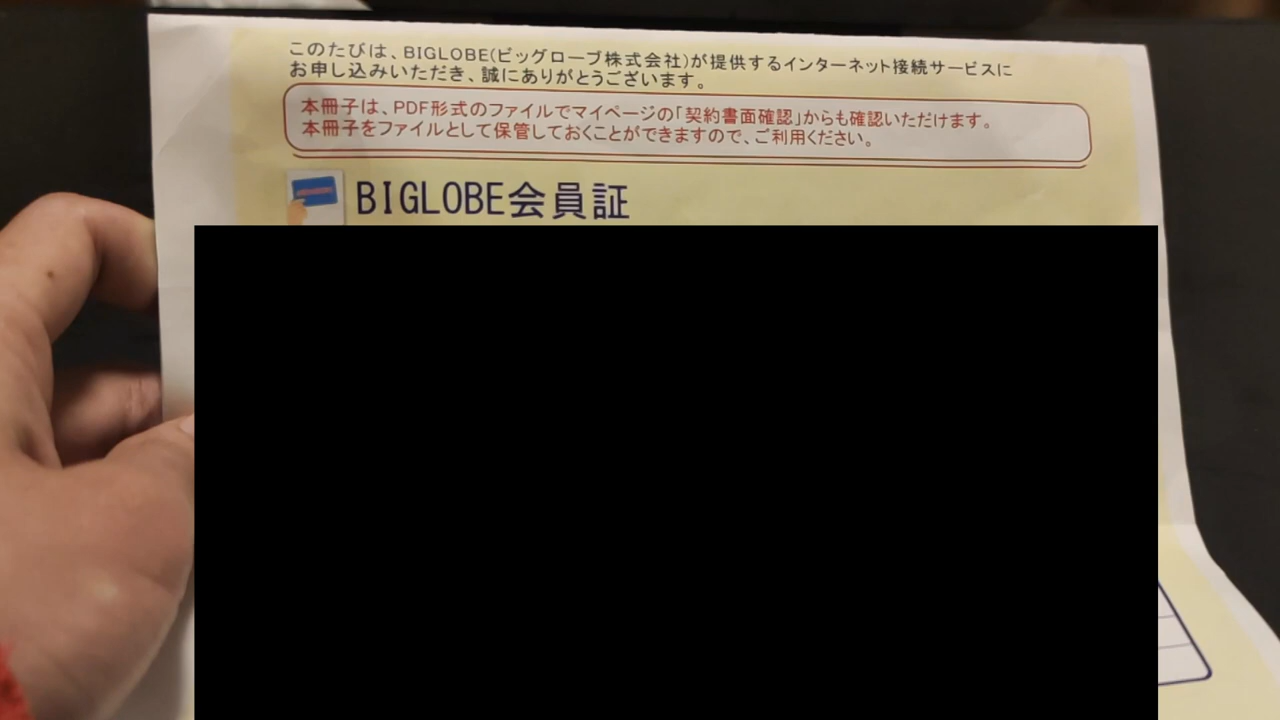 このたびは、BIGLOBE(ビッグローブ株式会社)が提供するインターネット接続サービスに
お申し込みいただき、誠にありがとうございます。
本冊子は、PDF形式のファイルでマイページの「契約書面確認」からも確認いただけます。
本冊子をファイルとして保管しておくことができますので、ご利用ください。
BIGLOBE会員証